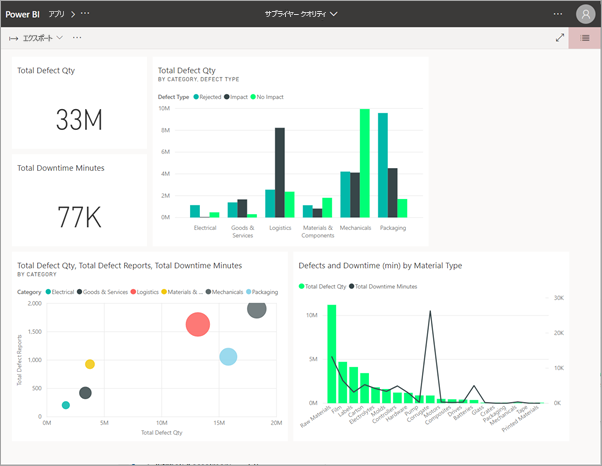 Power BI アプリ > ··· サプライヤー クオリティ ···
エクスポート ···
Total Defect Qty
33M
Total Downtime Minutes
77K
Total Defect Qty
BY CATEGORY, DEFECT TYPE
Defect Type Rejected Impact No Impact
10M
8M
6M
4M
2M
0M
Electrical Goods & Services Logistics Materials & Components Mechanicals Packaging
Total Defect Qty, Total Defect Reports, Total Downtime Minutes
BY CATEGORY
Category Electrical Goods & Services Logistics Materials & ... Mechanicals Packaging
Total Defect Reports
2,000
1,500
1,000
500
0
0M 5M 10M 15M 20M
Total Defect Qty
Defects and Downtime (min) by Material Type
Total Defect Qty Total Downtime Minutes
10M
5M
0M
30K
20K
10K
0K
Raw Materials Film Labels Carton Electrolytes Molds Controllers Hardware Pump Corrugate Motors Composites Drives Batteries Glass Crates Packaging Mechanicals Tape Printed Materials